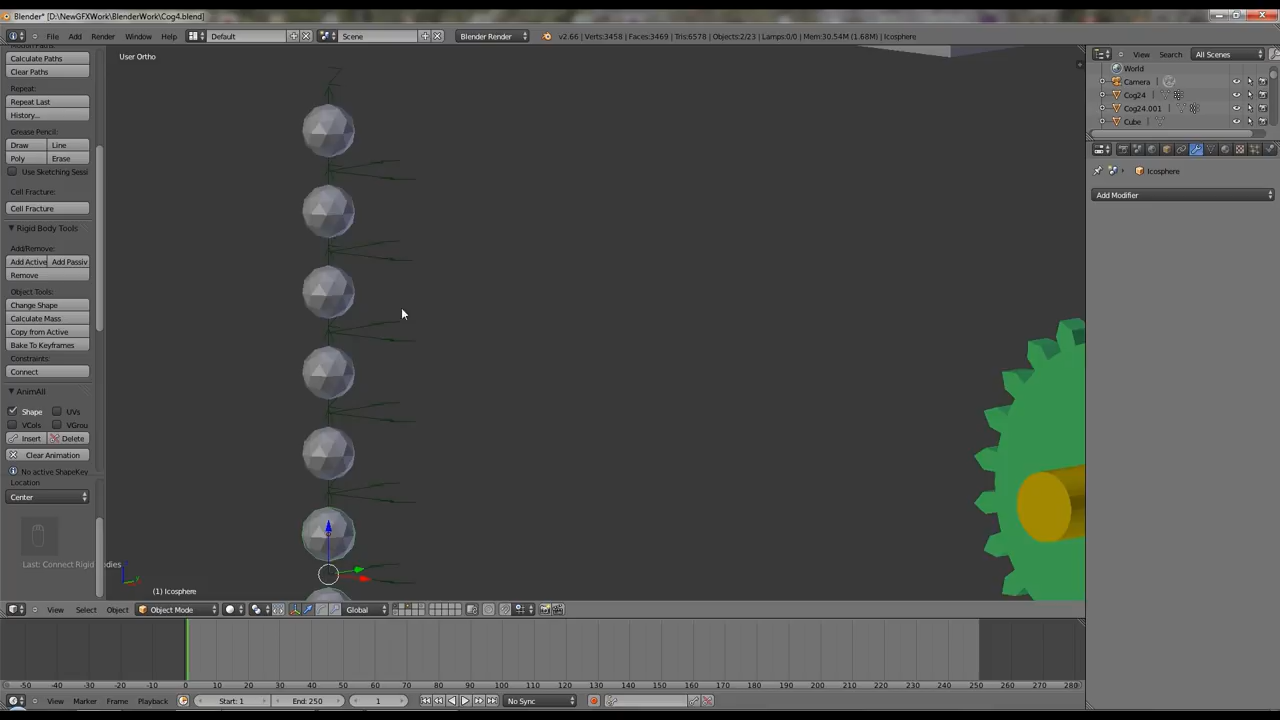 Blender* [D:\NewGFXWork\BlenderWork\Cog4.blend]
File Add Render Window Help Default Scene Blender Render v2.66 | Verts:3458 | Faces:3469 | Tris:6578 | Objects:2/23 | Lamps:0/0 | Mem:30.54M (1.68M) | Icosphere
Calculate Paths
Clear Paths
Repeat:
Repeat Last
History...
Grease Pencil:
Draw Line
Poly Erase
Use Sketching Sessi
Cell Fracture:
Cell Fracture
Rigid Body Tools
Add/Remove:
Add Active Add Passiv
Remove
Object Tools:
Change Shape
Calculate Mass
Copy from Active
Bake To Keyframes
Constraints:
Connect
AnimAll
Shape UVs
VCols VGrou
Insert Delete
Clear Animation
No active ShapeKey
Location
Center
Last: Connect Rigid Bodies
User Ortho
(1) Icosphere
View Search All Scenes
World
Camera
Cog24
Cog24.001
Cube
Icosphere
Add Modifier
View Select Object Object Mode Global
-50 -40 -30 -20 -10 0 10 20 30 40 50 60 70 80 90 100 110 120 130 140 150 160 170 180 190 200 210 220 230 240 250 260 270 280
View Marker Frame Playback Start: 1 End: 250 1 No Sync